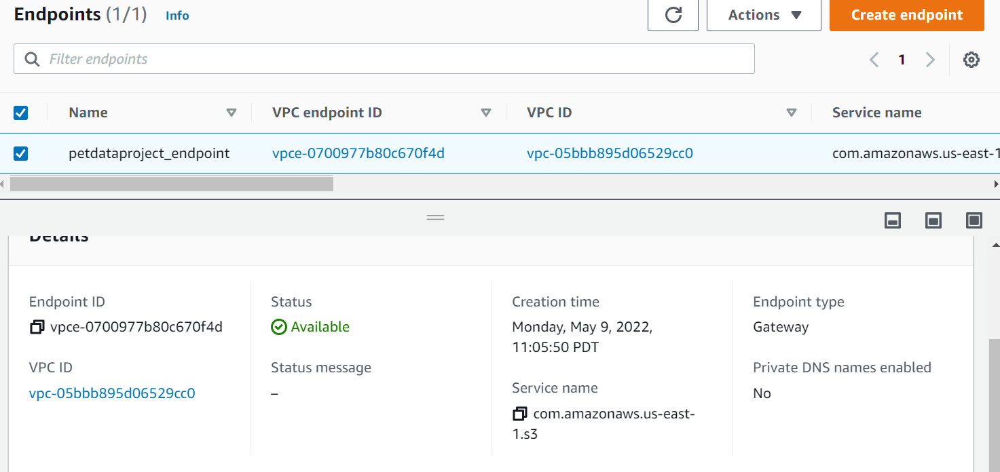 Endpoints (1/1) Info Actions Create endpoint
Filter endpoints 1
Name VPC endpoint ID VPC ID Service name
petdataproject_endpoint vpce-0700977b80c670f4d vpc-05bbb895d06529cc0 com.amazonaws.us-east-1
Details
Endpoint ID
vpce-0700977b80c670f4d
VPC ID
vpc-05bbb895d06529cc0
Status
Available
Status message
–
Creation time
Monday, May 9, 2022,
11:05:50 PDT
Service name
com.amazonaws.us-east-
1.s3
Endpoint type
Gateway
Private DNS names enabled
No